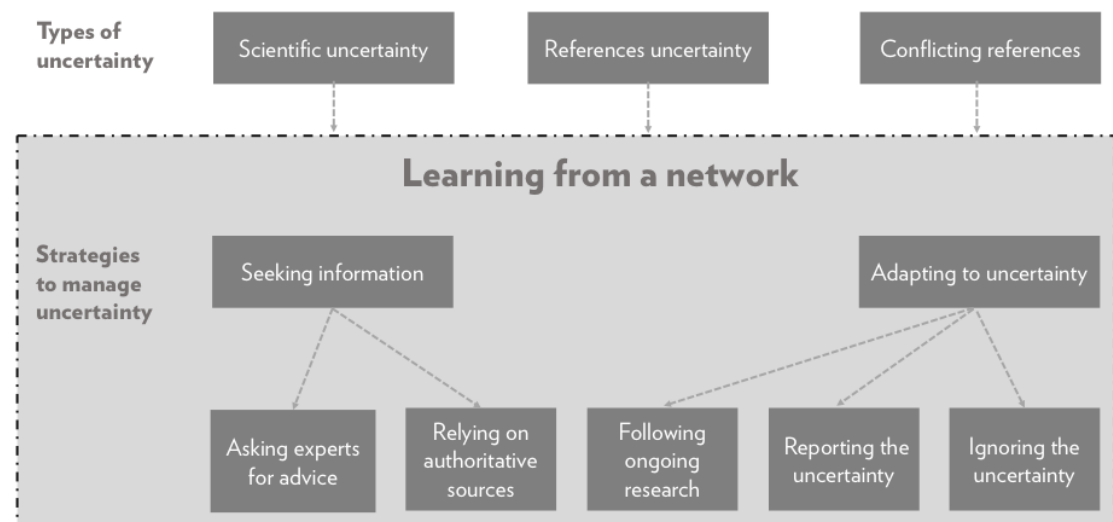 Types of
uncertainty
Scientific uncertainty
References uncertainty
Conflicting references
Learning from a network
Strategies
to manage
uncertainty
Seeking information
Adapting to uncertainty
Asking experts
for advice
Relying on
authoritative
sources
Following
ongoing
research
Reporting the
uncertainty
Ignoring the
uncertainty